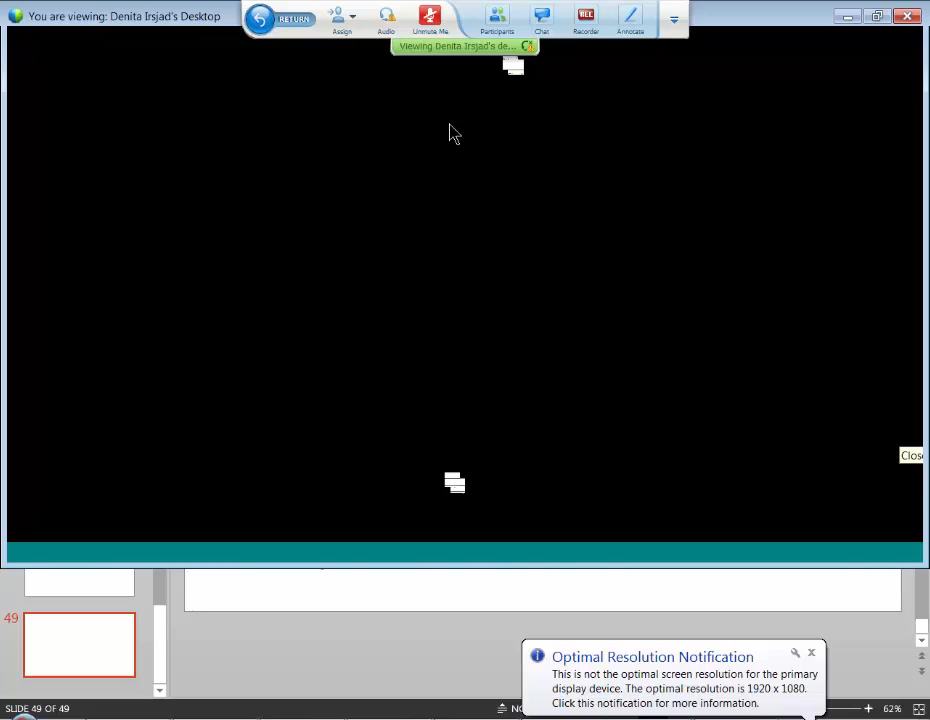 You are viewing: Denita Irsjad's Desktop
RETURN
Assign
Audio
Unmute Me
Participants
Chat
REC
Recorder
Annotate
Viewing Denita Irsjad's de...
Clos
49
Optimal Resolution Notification
This is not the optimal screen resolution for the primary
display device. The optimal resolution is 1920 x 1080.
Click this notification for more information.
SLIDE 49 OF 49
NO
62%